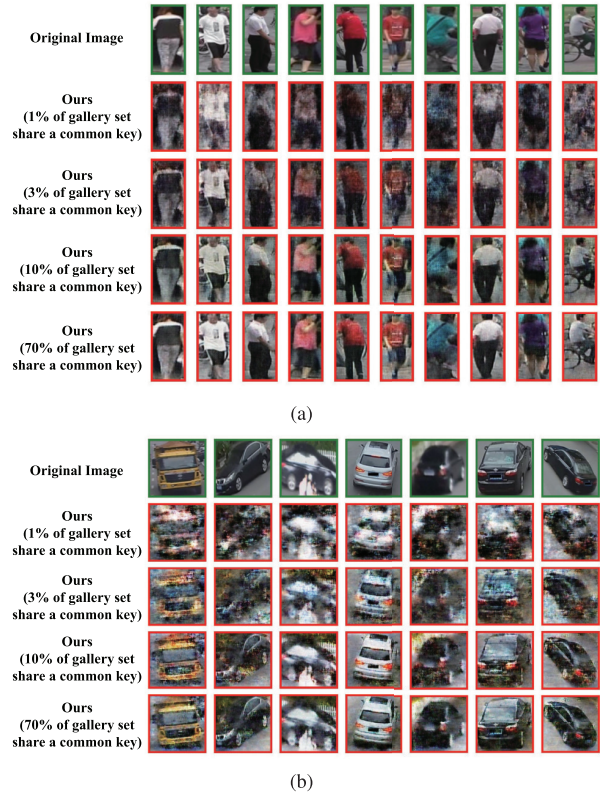 Original Image
Ours
(1% of gallery set
share a common key)
Ours
(3% of gallery set
share a common key)
Ours
(10% of gallery set
share a common key)
Ours
(70% of gallery set
share a common key)
(a)
Original Image
Ours
(1% of gallery set
share a common key)
Ours
(3% of gallery set
share a common key)
Ours
(10% of gallery set
share a common key)
Ours
(70% of gallery set
share a common key)
(b)